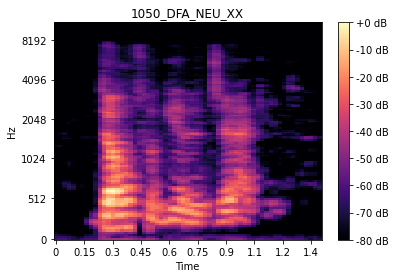 1050_DFA_NEU_XX
+0 dB
8192
-10 dB
4096
-20 dB
-30 dB
2048
Hz
-40 dB
1024
-50 dB
512
-60 dB
-70 dB
0
-80 dB
0 0.15 0.3 0.45 0.6 0.75 0.9 1.1 1.2 1.4
Time